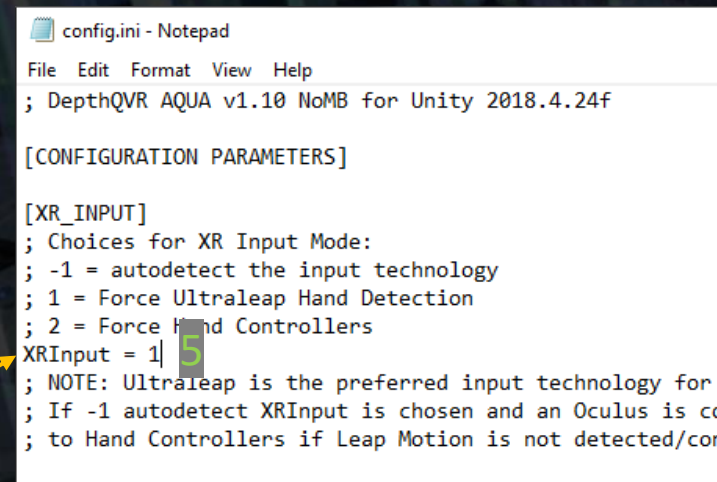 config.ini - Notepad
File Edit Format View Help
; DepthQVR AQUA v1.10 NoMB for Unity 2018.4.24f
[CONFIGURATION PARAMETERS]
[XR_INPUT]
; Choices for XR Input Mode:
; -1 = autodetect the input technology
; 1 = Force Ultraleap Hand Detection
; 2 = Force Hand Controllers
XRInput = 1 5
; NOTE: Ultraleap is the preferred input technology for
; If -1 autodetect XRInput is chosen and an Oculus is
; to Hand Controllers if Leap Motion is not